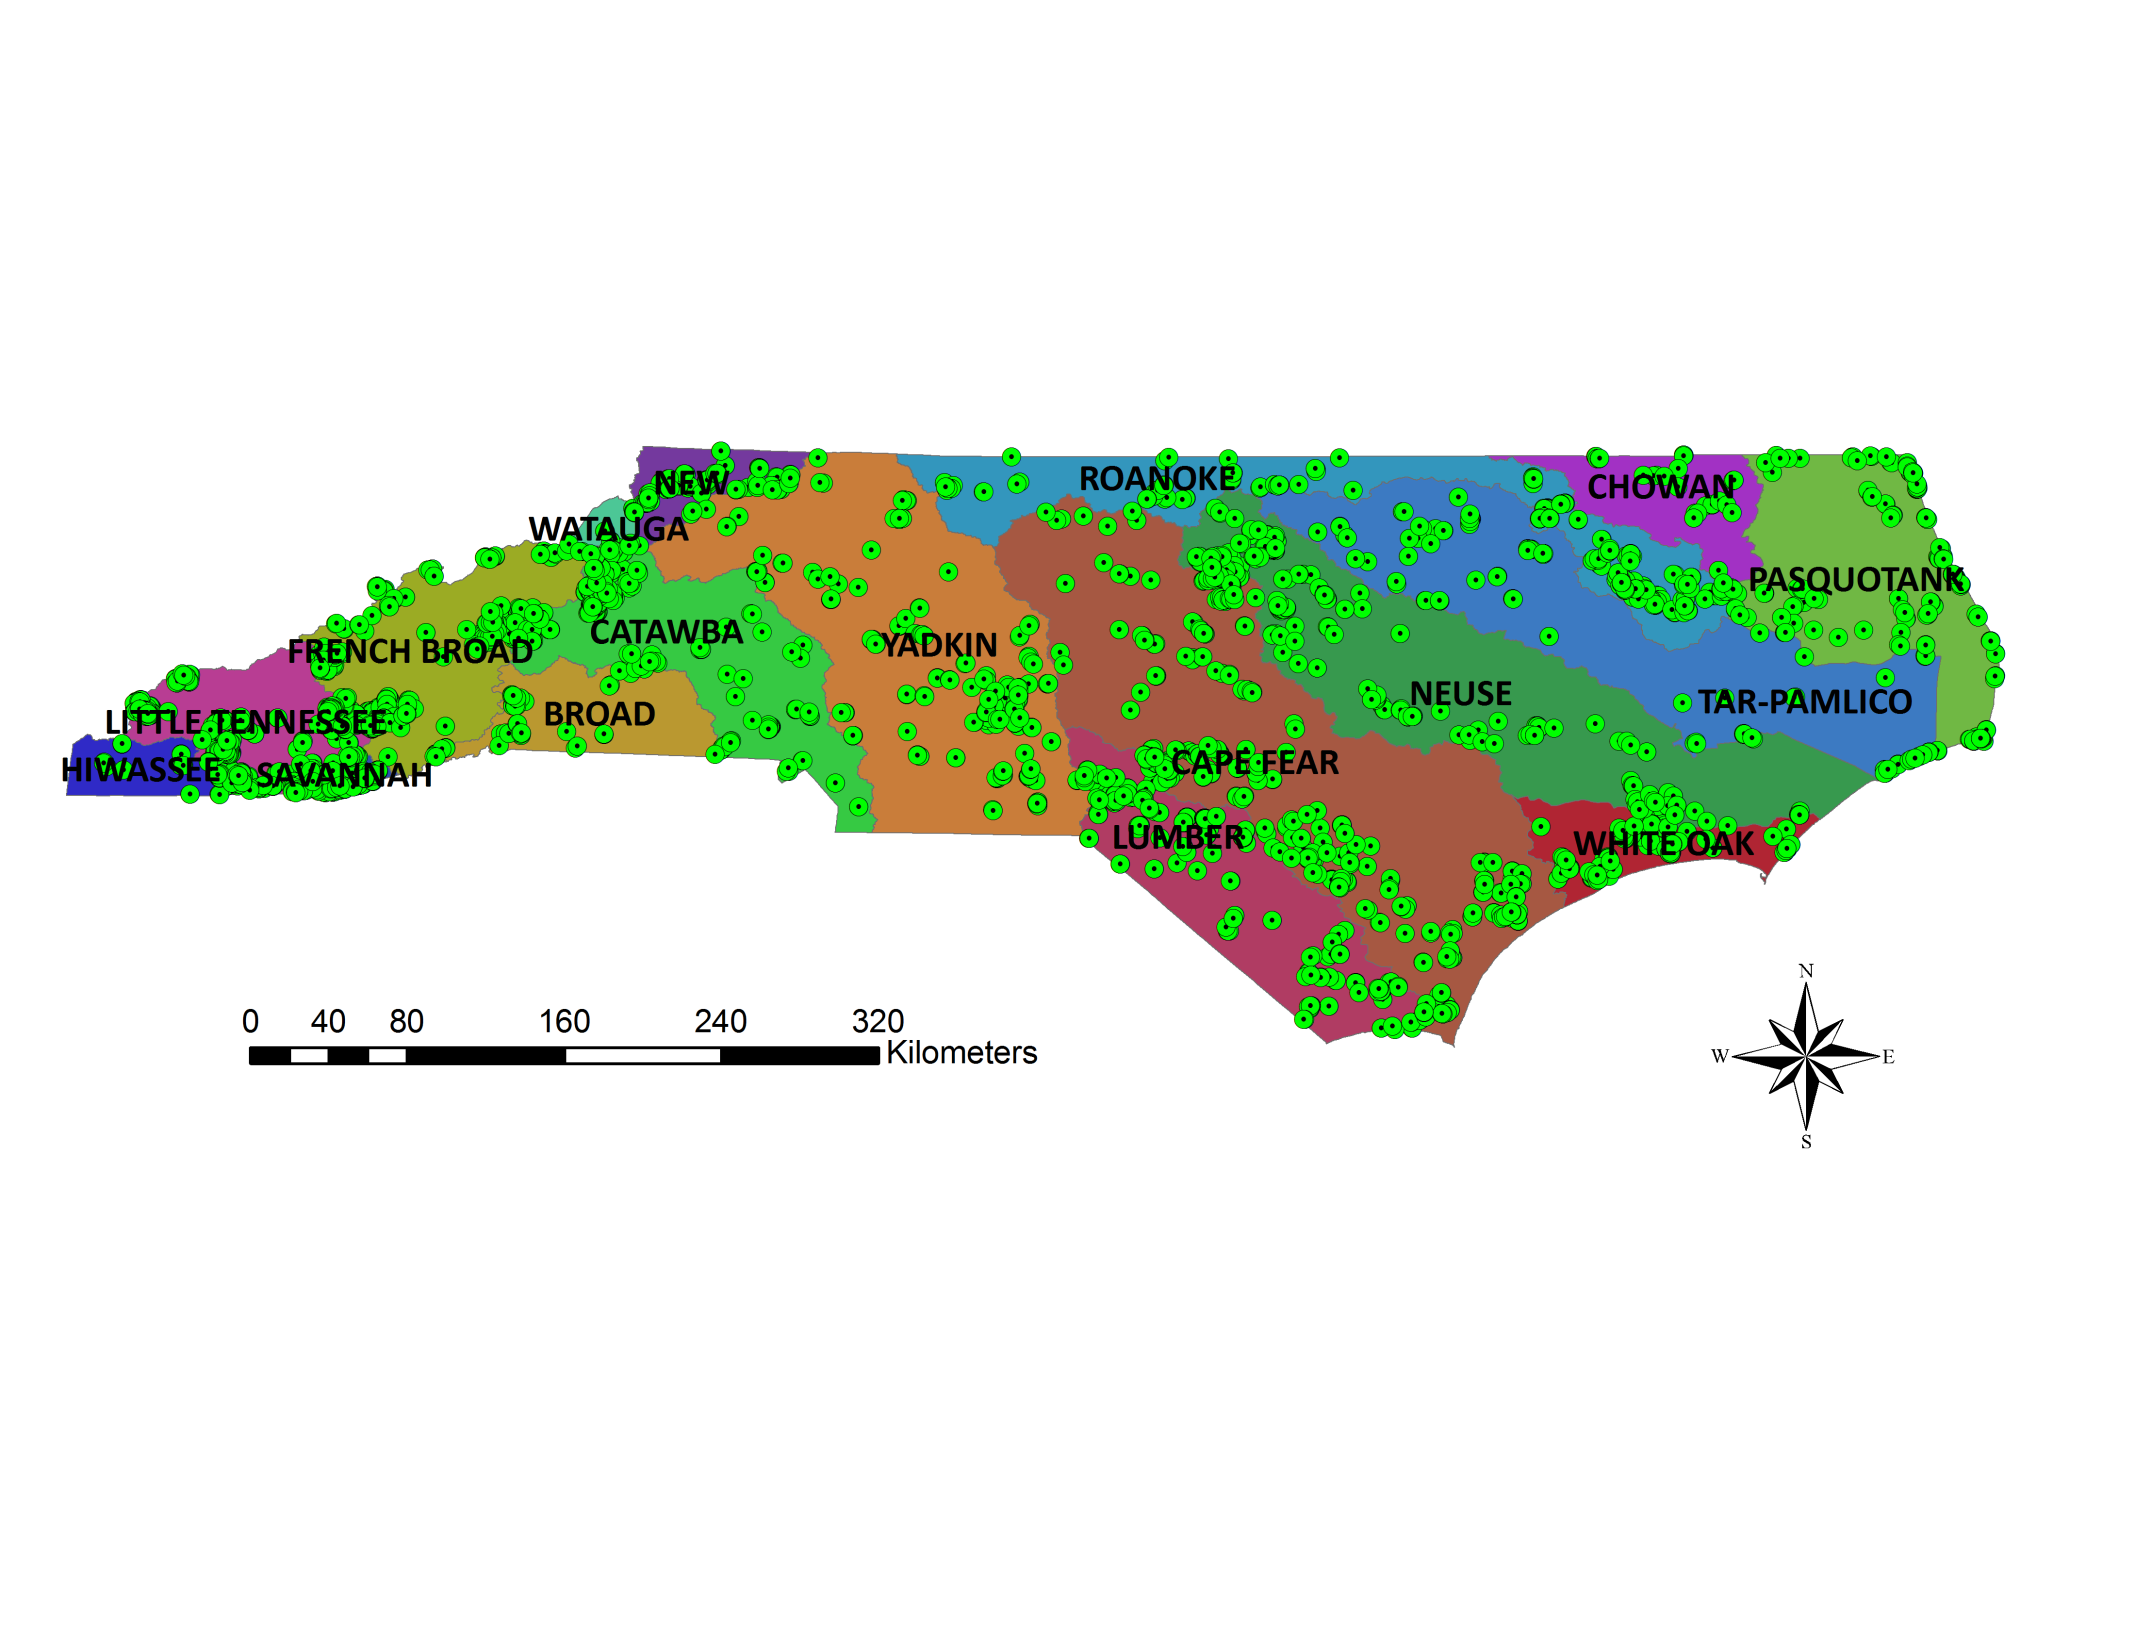 ROANOKE
NEW
CHOWAN
WATAUGA
PASQUOTANK
CATAWBA
YADKIN
FRENCH BROAD
NEUSE
TAR-PAMLICO
BROAD
LITTLE TENNESSEE
CAPE FEAR
HIWASSEE
SAVANNAH
LUMBER
WHITE OAK
N
0 40 80 160 240 320
Kilometers
W E
S